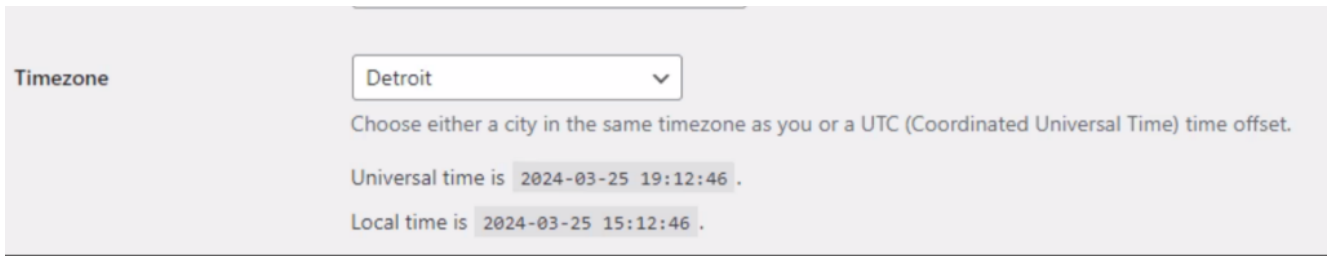 Timezone
Detroit
Choose either a city in the same timezone as you or a UTC (Coordinated Universal Time) time offset.
Universal time is 2024-03-25 19:12:46 .
Local time is 2024-03-25 15:12:46 .